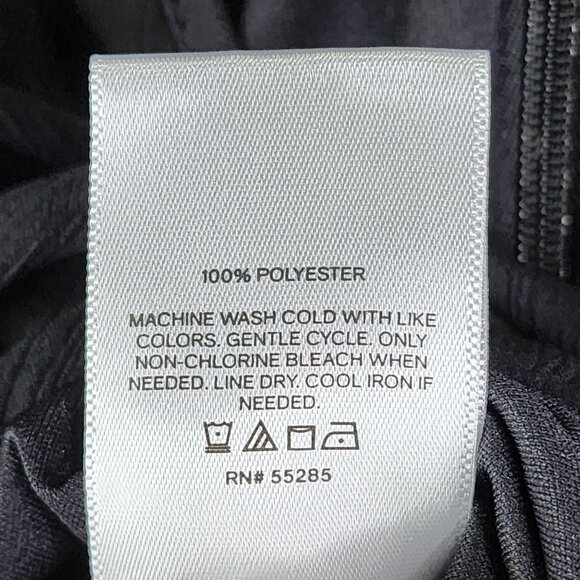 100% POLYESTER
MACHINE WASH COLD WITH LIKE
COLORS. GENTLE CYCLE. ONLY
NON-CHLORINE BLEACH WHEN
NEEDED. LINE DRY. COOL IRON IF
NEEDED.
RN# 55285